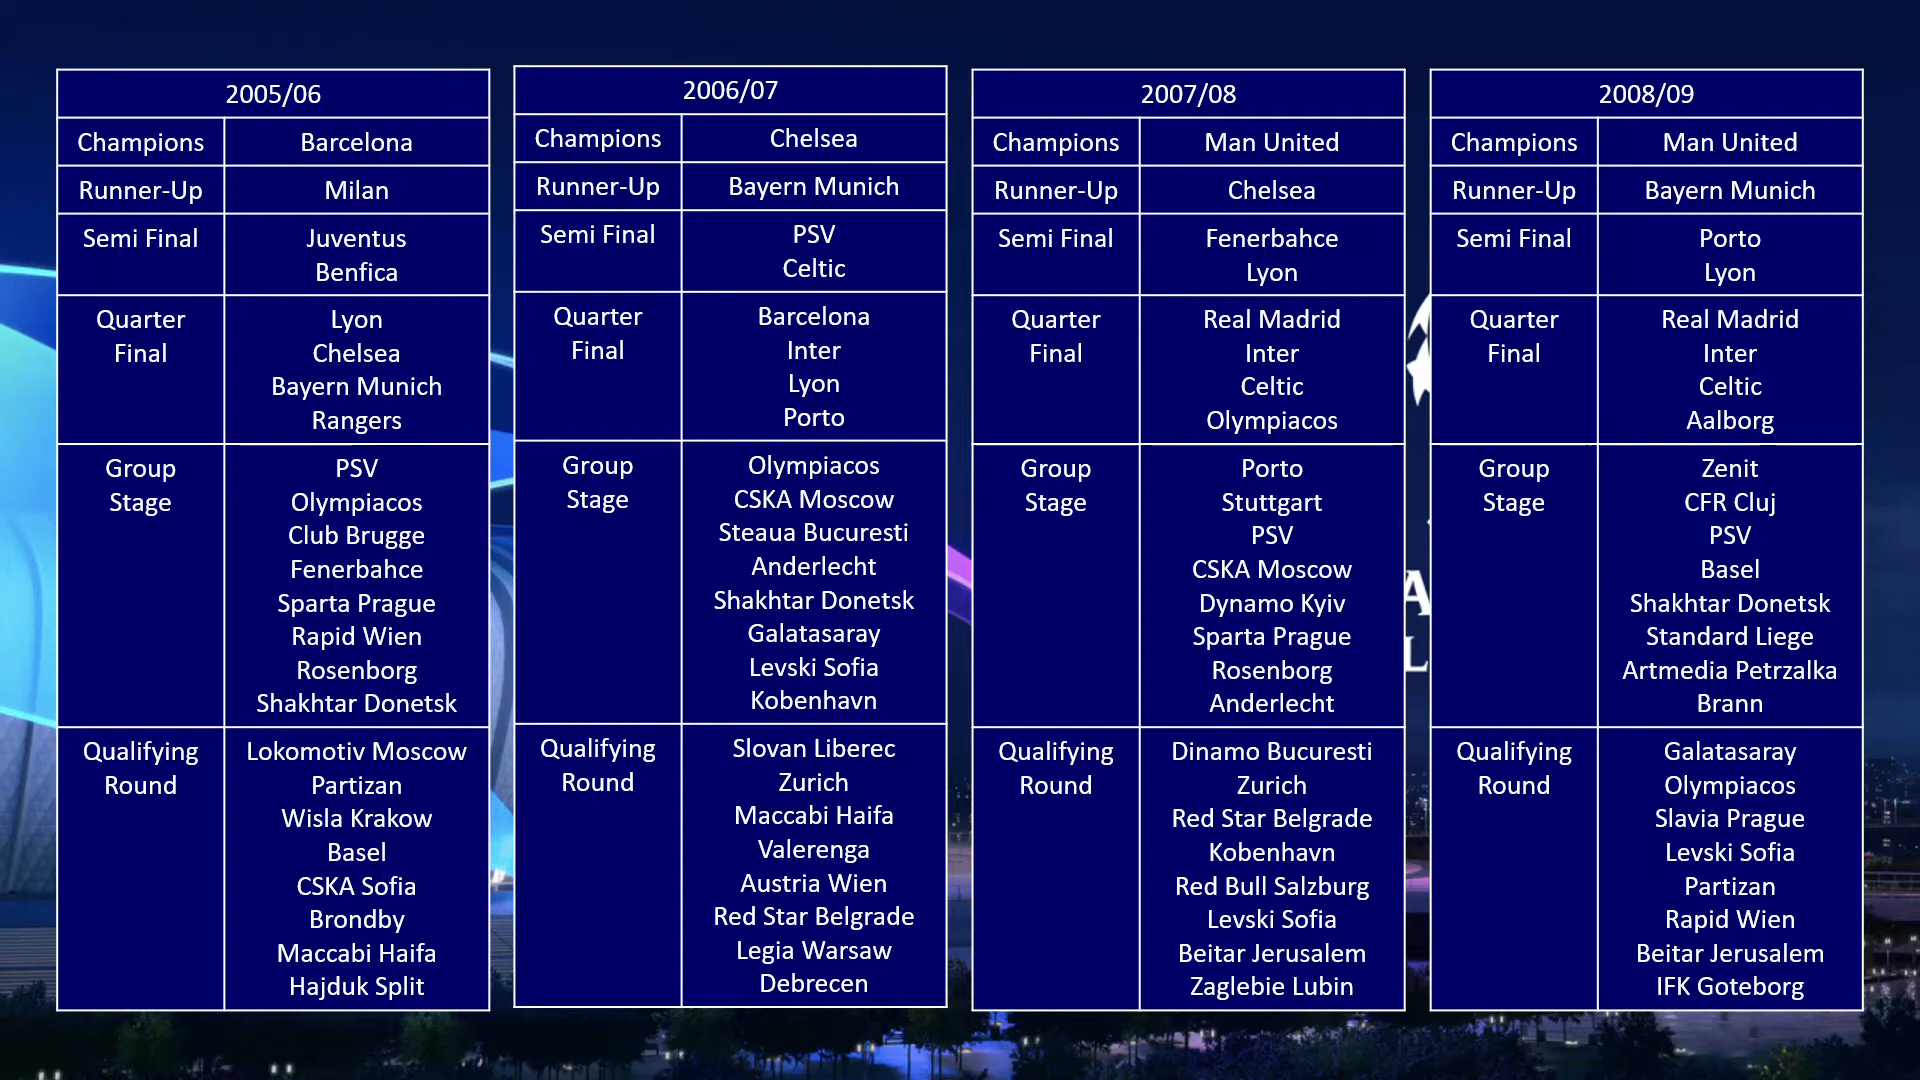 2005/06
Champions
Barcelona
Runner-Up
Milan
Semi Final
Juventus
Benfica
Quarter
Final
Lyon
Chelsea
Bayern Munich
Rangers
Group
Stage
PSV
Olympiacos
Club Brugge
Fenerbahce
Sparta Prague
Rapid Wien
Rosenborg
Shakhtar Donetsk
Qualifying
Round
Lokomotiv Moscow
Partizan
Wisla Krakow
Basel
CSKA Sofia
Brondby
Maccabi Haifa
Hajduk Split
2006/07
Champions
Chelsea
Runner-Up
Bayern Munich
Semi Final
PSV
Celtic
Quarter
Final
Barcelona
Inter
Lyon
Porto
Group
Stage
Olympiacos
CSKA Moscow
Steaua Bucuresti
Anderlecht
Shakhtar Donetsk
Galatasaray
Levski Sofia
Kobenhavn
Qualifying
Round
Slovan Liberec
Zurich
Maccabi Haifa
Valerenga
Austria Wien
Red Star Belgrade
Legia Warsaw
Debrecen
2007/08
Champions
Man United
Runner-Up
Chelsea
Semi Final
Fenerbahce
Lyon
Quarter
Final
Real Madrid
Inter
Celtic
Olympiacos
Group
Stage
Porto
Stuttgart
PSV
CSKA Moscow
Dynamo Kyiv
Sparta Prague
Rosenborg
Anderlecht
Qualifying
Round
Dinamo Bucuresti
Zurich
Red Star Belgrade
Kobenhavn
Red Bull Salzburg
Levski Sofia
Beitar Jerusalem
Zaglebie Lubin
2008/09
Champions
Man United
Runner-Up
Bayern Munich
Semi Final
Porto
Lyon
Quarter
Final
Real Madrid
Inter
Celtic
Aalborg
Group
Stage
Zenit
CFR Cluj
PSV
Basel
Shakhtar Donetsk
Standard Liege
Artmedia Petrzalka
Brann
Qualifying
Round
Galatasaray
Olympiacos
Slavia Prague
Levski Sofia
Partizan
Rapid Wien
Beitar Jerusalem
IFK Goteborg